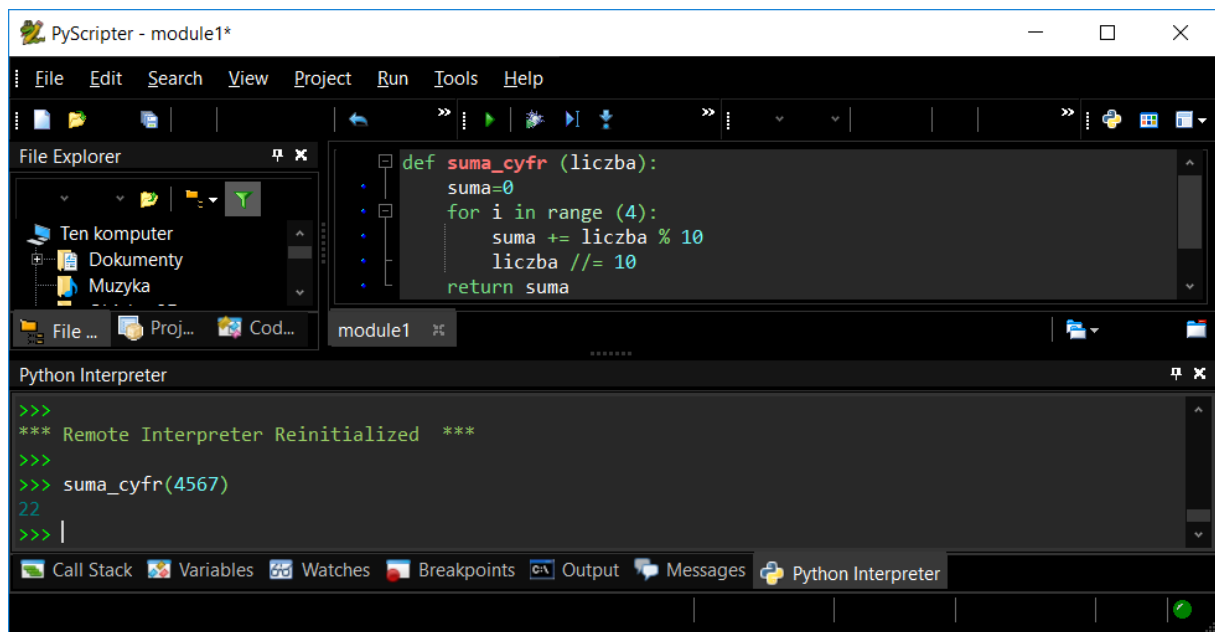 PyScripter - module1*
File Edit Search View Project Run Tools Help
File Explorer
Ten komputer
Dokumenty
Muzyka
File ... Proj... Cod...
def suma_cyfr (liczba):
suma=0
for i in range (4):
suma += liczba % 10
liczba //= 10
return suma
module1
Python Interpreter
>>>
*** Remote Interpreter Reinitialized ***
>>>
>>> suma_cyfr(4567)
22
>>>
Call Stack Variables Watches Breakpoints Output Messages Python Interpreter